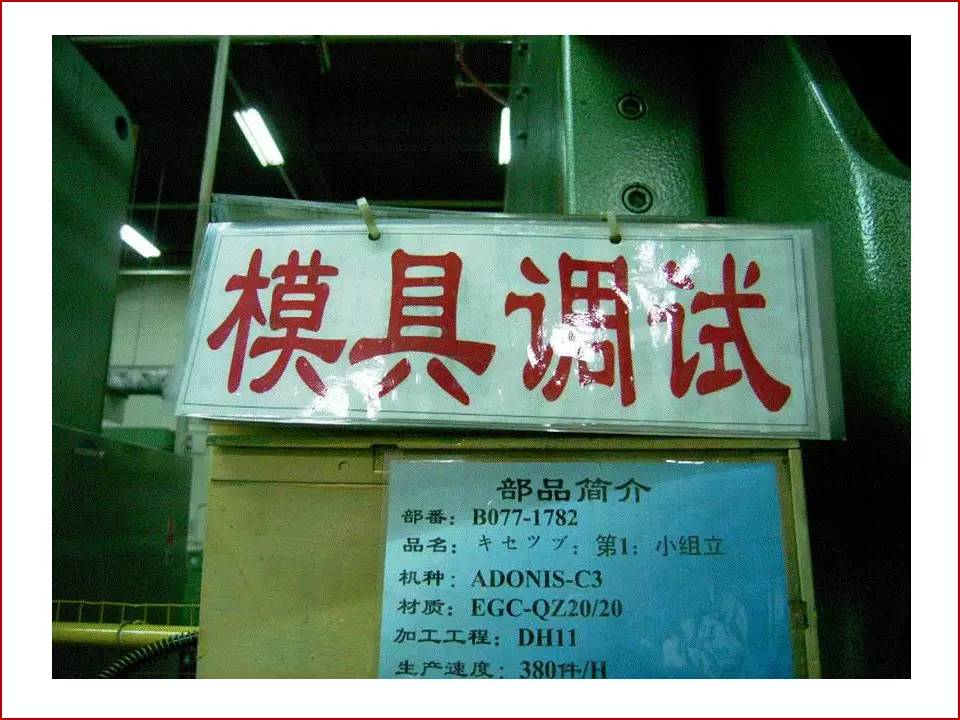 模具调试
部品简介
部番：B077-1782
品名：キセツブ：第1：小组立
机种：ADONIS-C3
材质：EGC-QZ20/20
加工工程：DH11
生产速度：380件/H